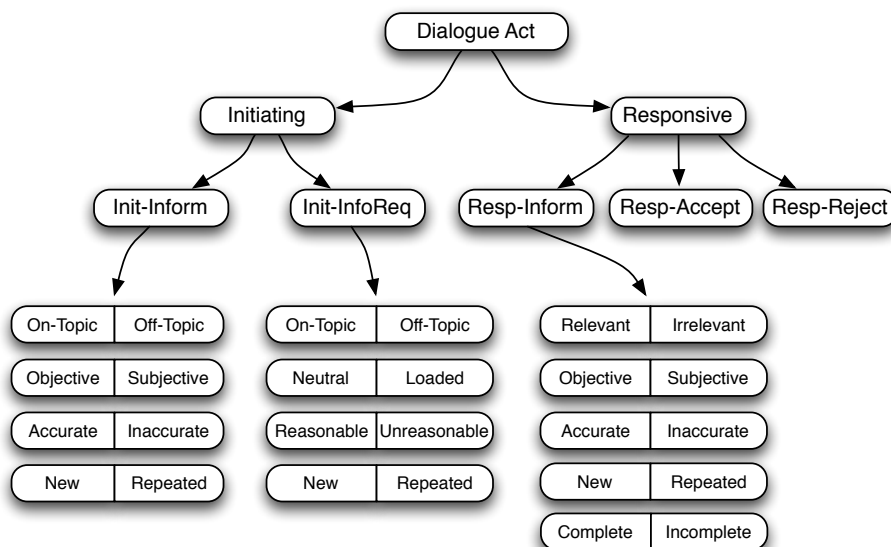 Dialogue Act
Initiating
Responsive
Init-Inform
Init-InfoReq
Resp-Inform
Resp-Accept
Resp-Reject
On-Topic Off-Topic
Objective Subjective
Accurate Inaccurate
New Repeated
On-Topic Off-Topic
Neutral Loaded
Reasonable Unreasonable
New Repeated
Relevant Irrelevant
Objective Subjective
Accurate Inaccurate
New Repeated
Complete Incomplete